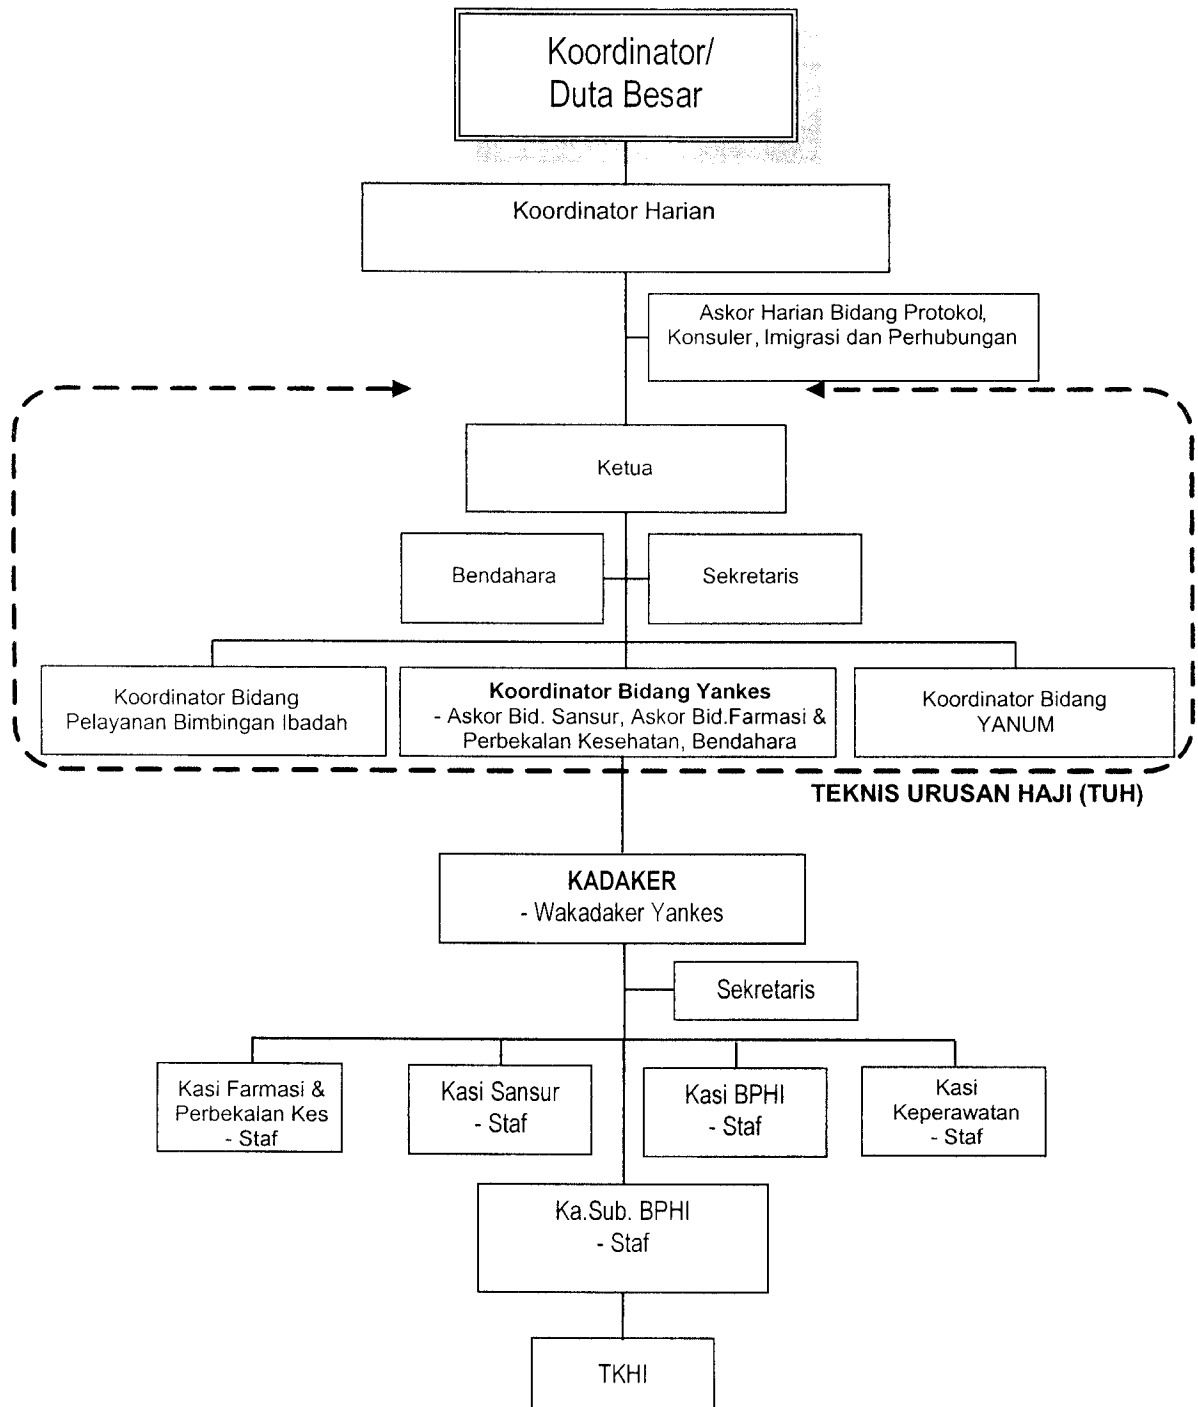 Koordinator/
Duta Besar
Koordinator Harian
Askor Harian Bidang Protokol,
Konsuler, Imigrasi dan Perhubungan
Ketua
Bendahara
Sekretaris
Koordinator Bidang
Pelayanan Bimbingan Ibadah
Koordinator Bidang Yankes
- Askor Bid. Sansur, Askor Bid.Farmasi &
Perbekalan Kesehatan, Bendahara
Koordinator Bidang
YANUM
TEKNIS URUSAN HAJI (TUH)
KADAKER
- Wakadaker Yankes
Sekretaris
Kasi Farmasi &
Perbekalan Kes
- Staf
Kasi Sansur
- Staf
Kasi BPHI
- Staf
Kasi
Keperawatan
- Staf
Ka.Sub. BPHI
- Staf
TKHI